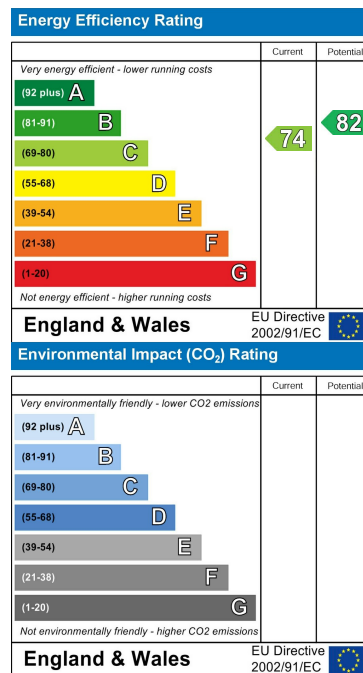 Energy Efficiency Rating
Current Potential
Very energy efficient - lower running costs
(92 plus) A
(81-91) B
(69-80) C
(55-68) D
(39-54) E
(21-38) F
(1-20) G
74
82
Not energy efficient - higher running costs
England & Wales
EU Directive
2002/91/EC
Environmental Impact (CO₂) Rating
Current Potential
Very environmentally friendly - lower CO2 emissions
(92 plus) A
(81-91) B
(69-80) C
(55-68) D
(39-54) E
(21-38) F
(1-20) G
Not environmentally friendly - higher CO2 emissions
England & Wales
EU Directive
2002/91/EC